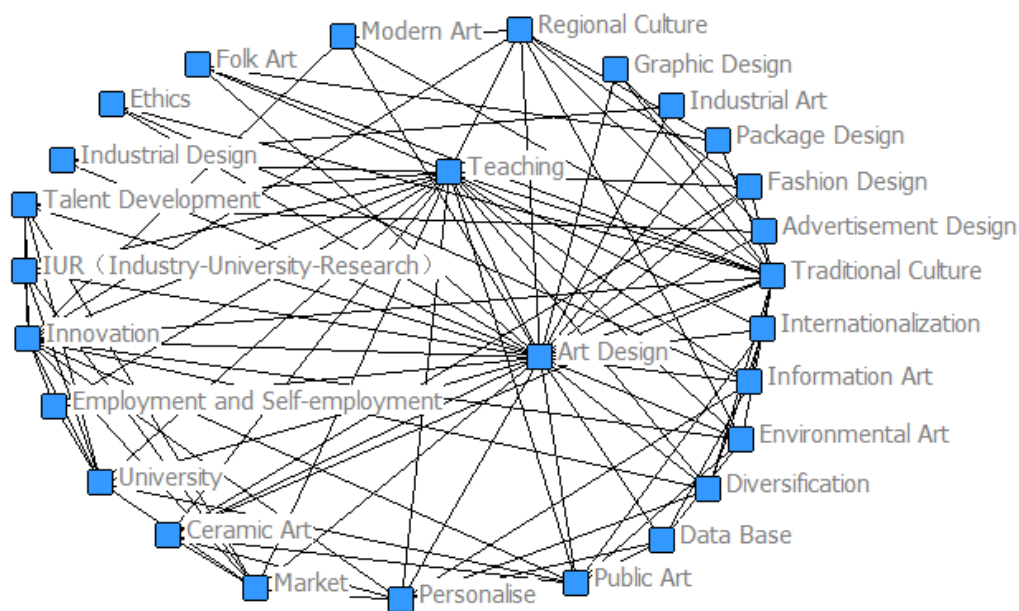 Regional Culture
Modern Art
Folk Art
Graphic Design
Ethics
Industrial Art
Package Design
Industrial Design
Teaching
Fashion Design
Talent Development
Advertisement Design
IUR（Industry-University-Research）
Traditional Culture
Innovation
Internationalization
Art Design
Information Art
Employment and Self-employment
Environmental Art
University
Diversification
Ceramic Art
Data Base
Market
Public Art
Personalise